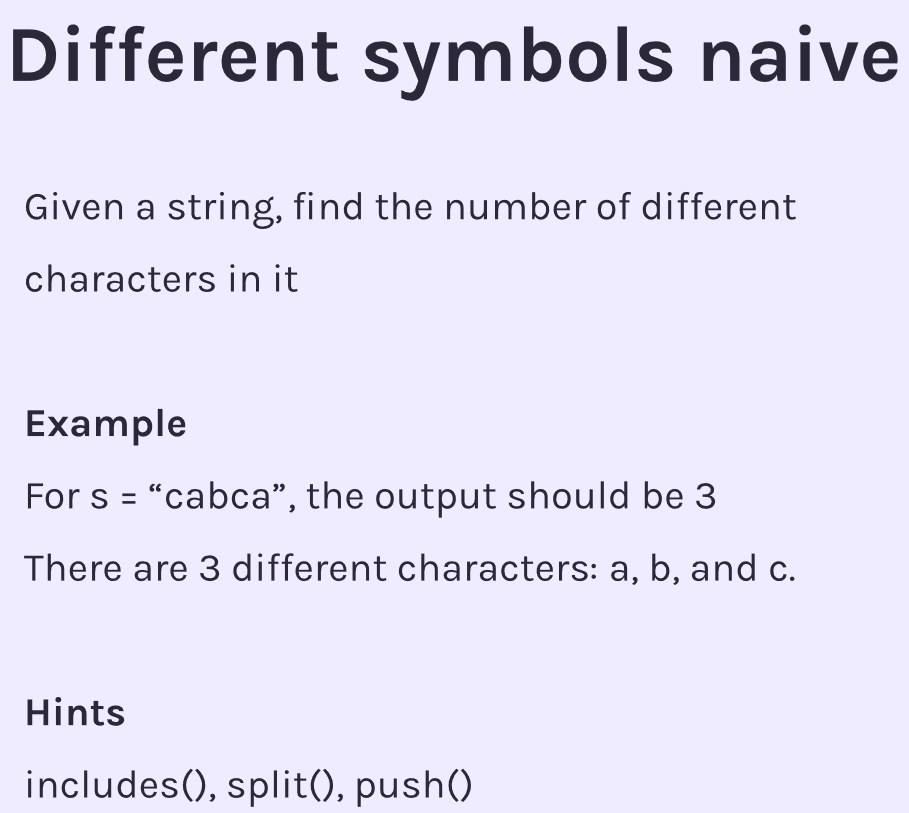 Different symbols naive
Given a string, find the number of different
characters in it
Example
For s = “cabca”, the output should be 3
There are 3 different characters: a, b, and c.
Hints
includes(), split(), push()